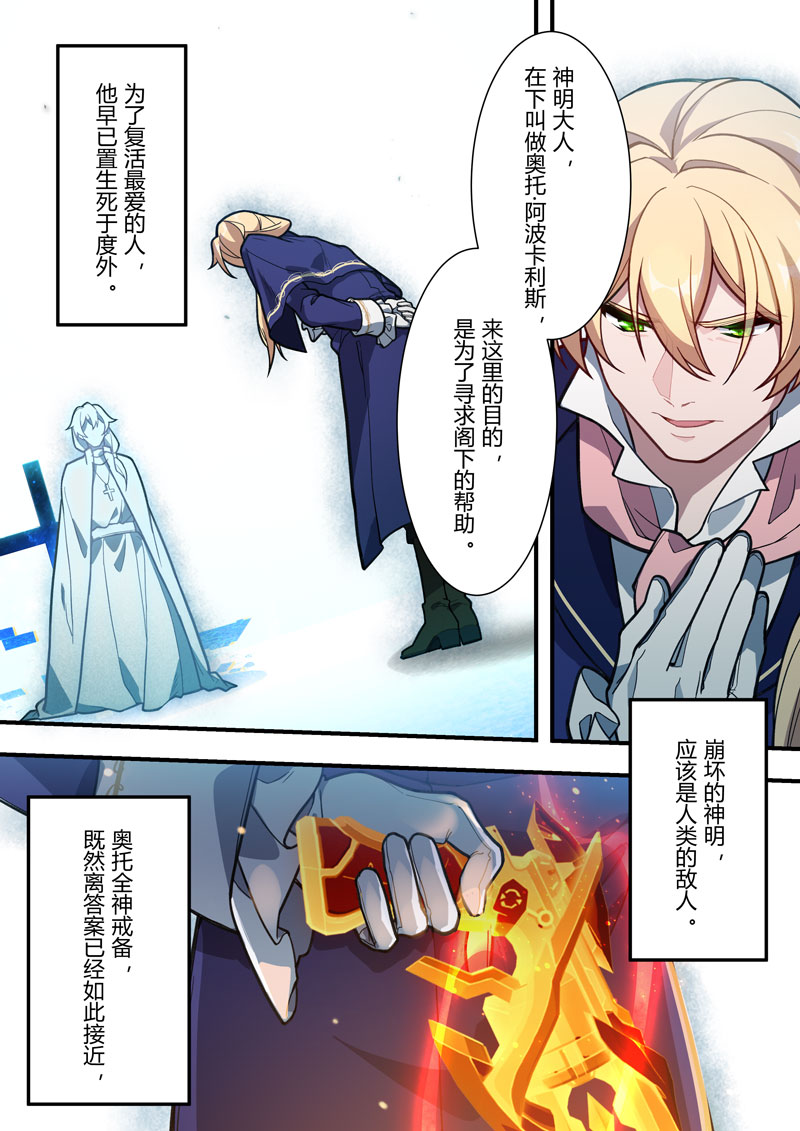 神明大人，
在下叫做奥托·阿波卡利斯，
来这里的目的，
是为了寻求阁下的帮助。
为了复活最爱的人，
他早已置生死于度外。
崩坏的神明，
应该是人类的敌人。
奥托全神戒备，
既然离答案已经如此接近，